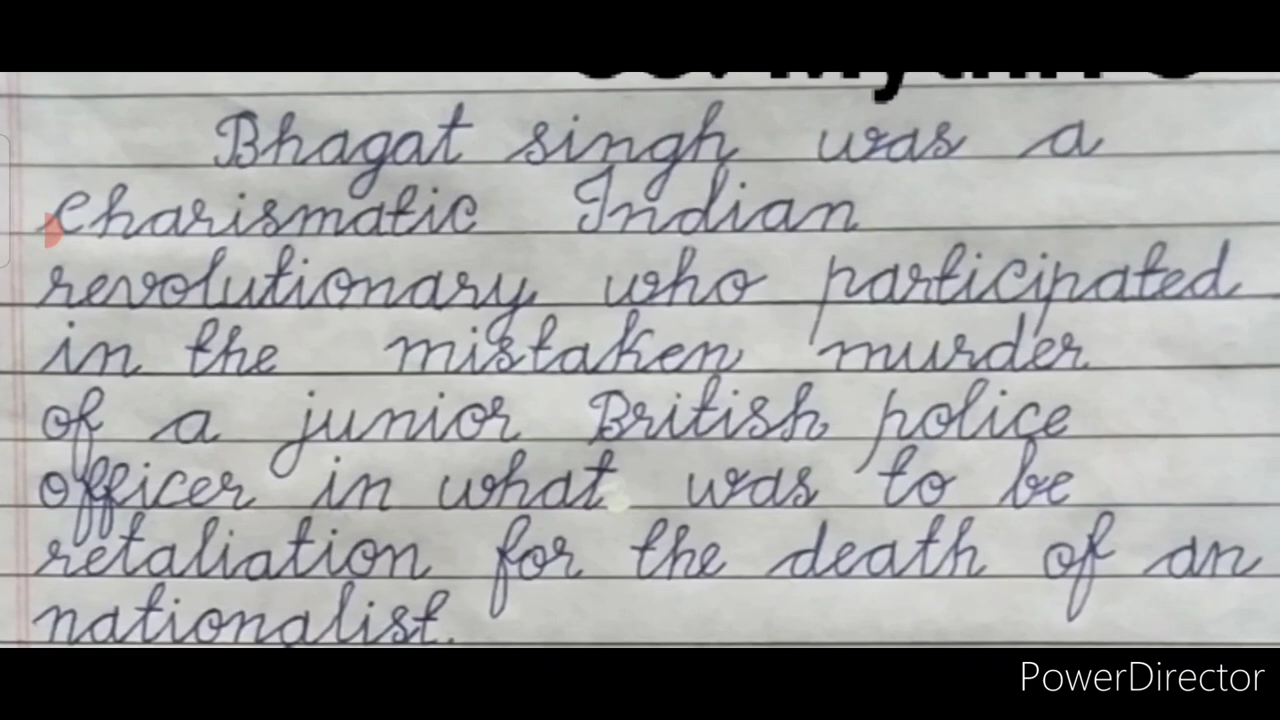 Bhagat singh was a
Charismatic Indian
revolutionary who participated
in the mistaken murder
of a junior British police
officer in what was to be
retaliation for the death of an
nationalist.
PowerDirector